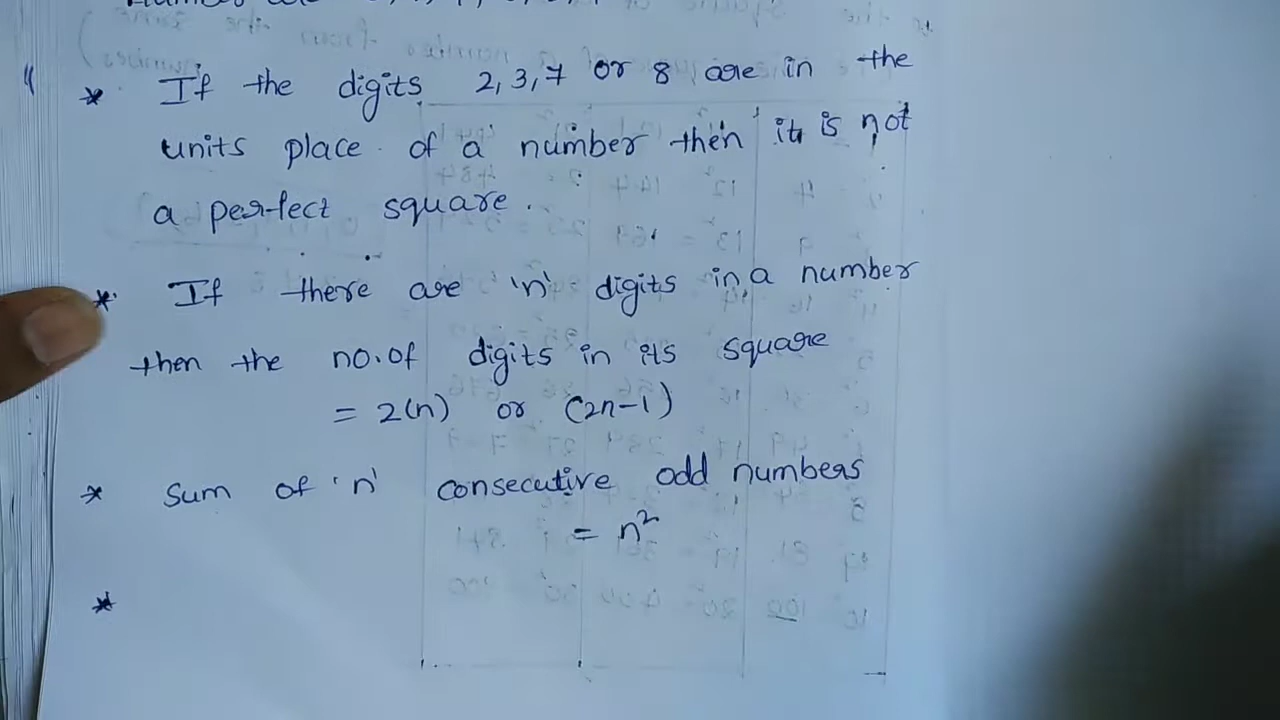 * If the digits 2, 3, 7 or 8 are in the
units place of a number then it is not
a perfect square.
* If there are 'n' digits in a number
then the no. of digits in its square
= 2(n) or (2n-1)
* Sum of 'n' consecutive odd numbers
= n²
*